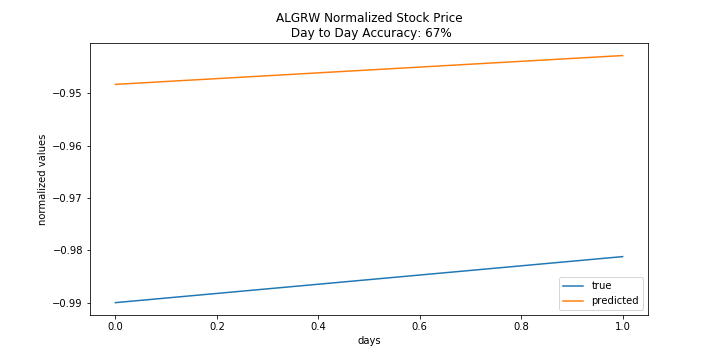 ALGRW Normalized Stock Price
Day to Day Accuracy: 67%
normalized values
−0.95
−0.96
−0.97
−0.98
−0.99
0.0
0.2
0.4
0.6
0.8
1.0
days
true
predicted